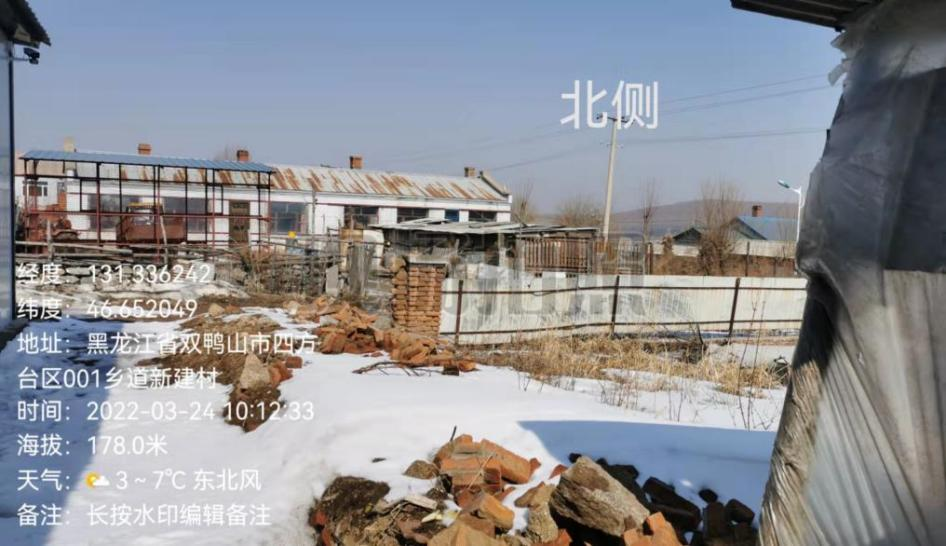 北侧
经度：131.336242
纬度：46.652049
地址：黑龙江省双鸭山市四方
台区001乡道新建村
时间：2022-03-24 10:12:33
海拔：178.0米
天气：3 ~ 7℃ 东北风
备注：长按水印编辑备注